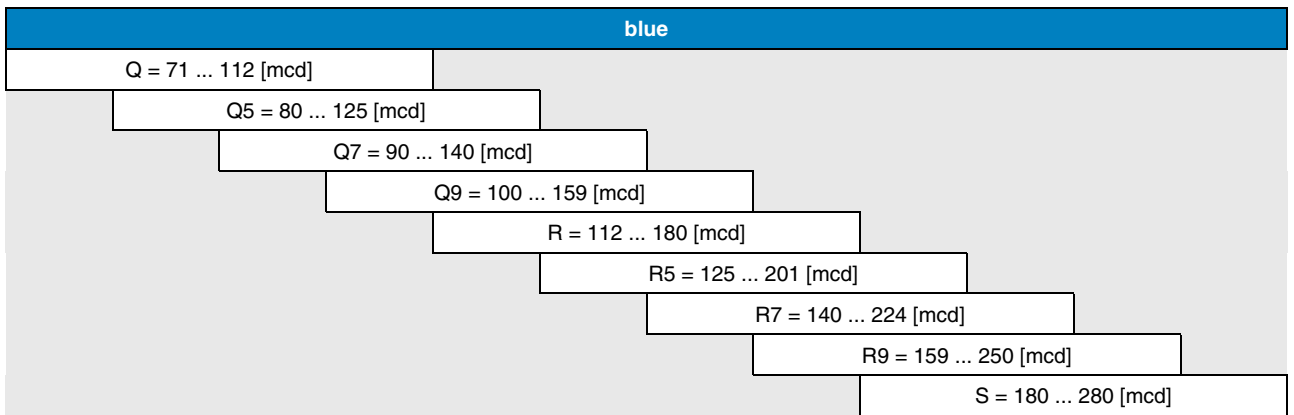 blue
Q = 71 ... 112 [mcd]
Q5 = 80 ... 125 [mcd]
Q7 = 90 ... 140 [mcd]
Q9 = 100 ... 159 [mcd]
R = 112 ... 180 [mcd]
R5 = 125 ... 201 [mcd]
R7 = 140 ... 224 [mcd]
R9 = 159 ... 250 [mcd]
S = 180 ... 280 [mcd]